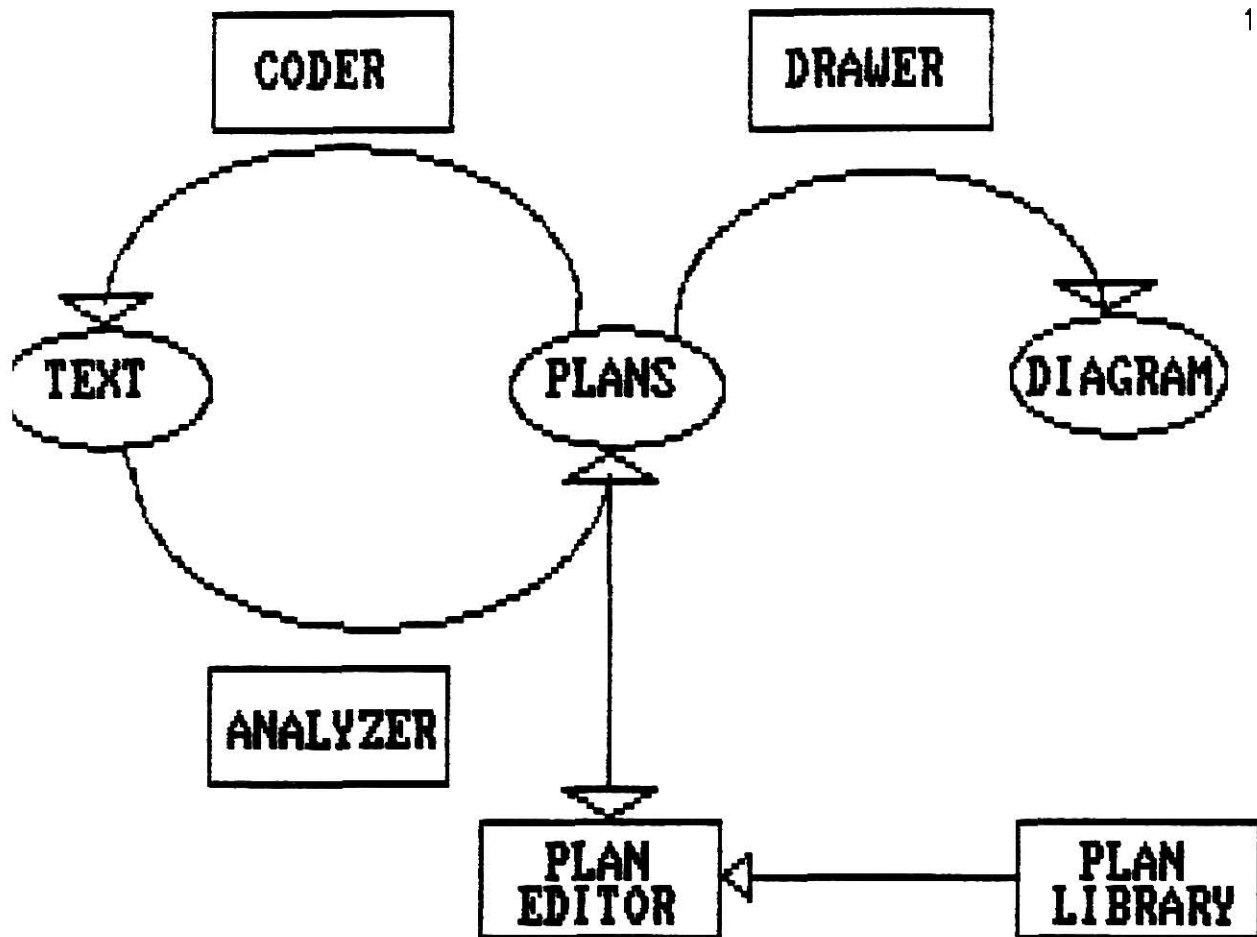 1
CODER
DRAWER
TEXT
PLANS
DIAGRAM
ANALYZER
PLAN
EDITOR
PLAN
LIBRARY